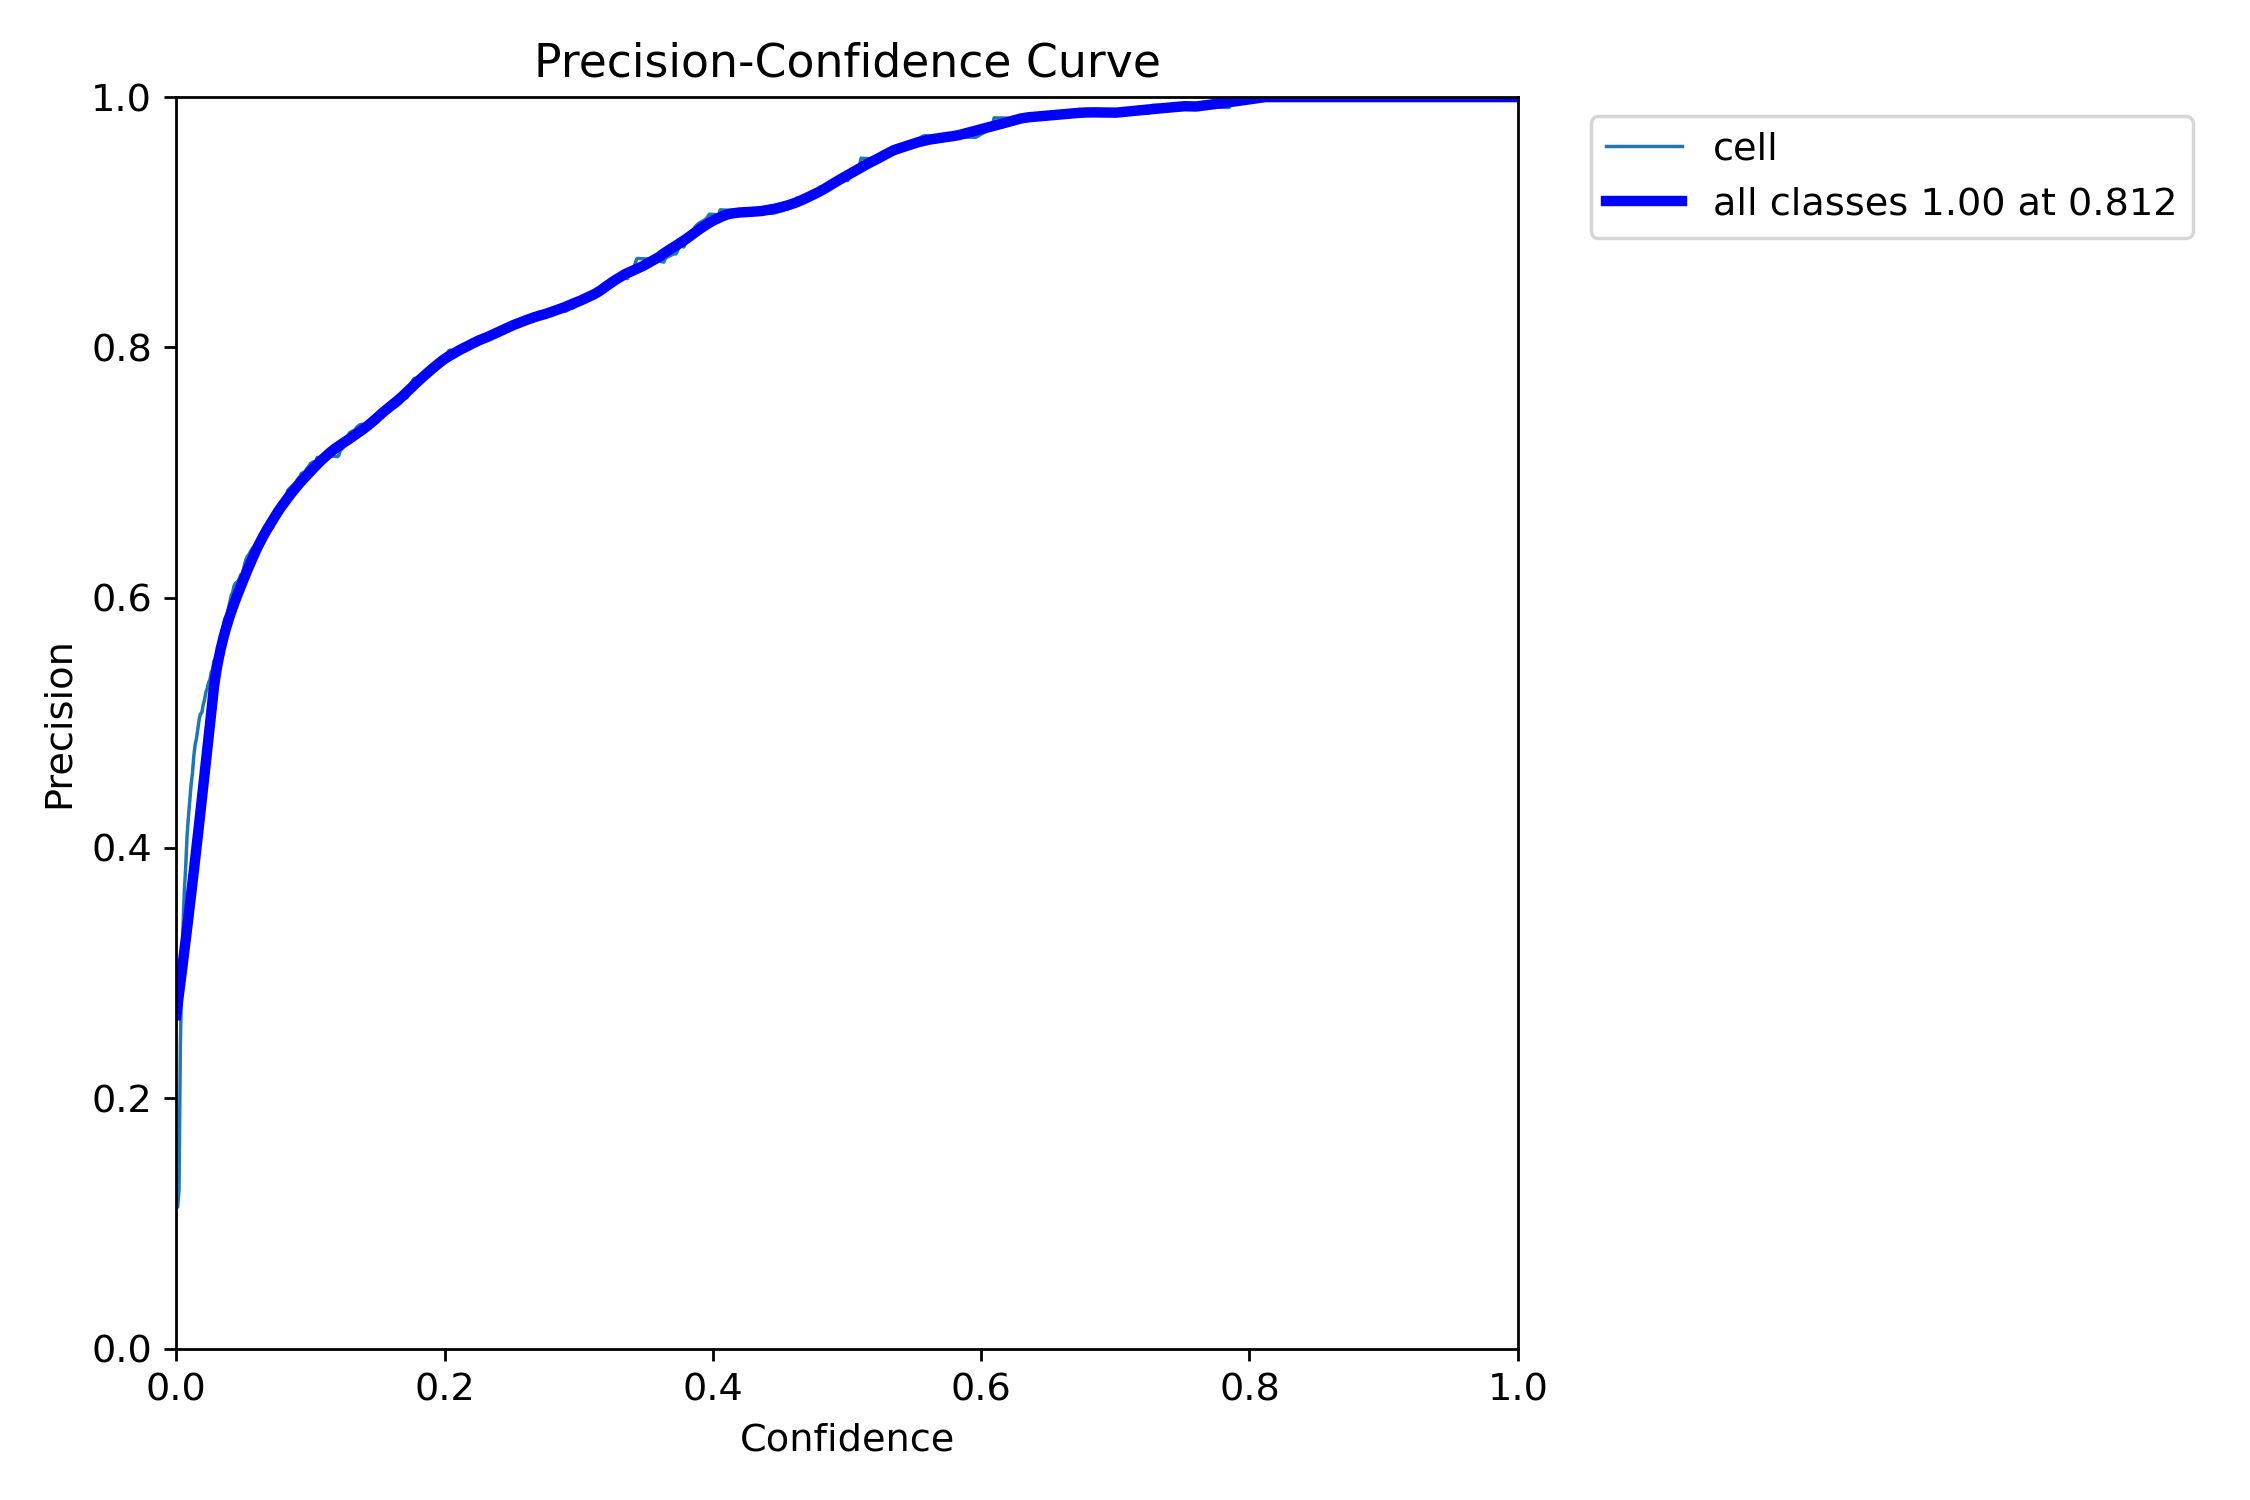 Precision-Confidence Curve
1.0
0.8
0.6
0.4
0.2
0.0
Precision
0.0 0.2 0.4 0.6 0.8 1.0
Confidence
cell
all classes 1.00 at 0.812